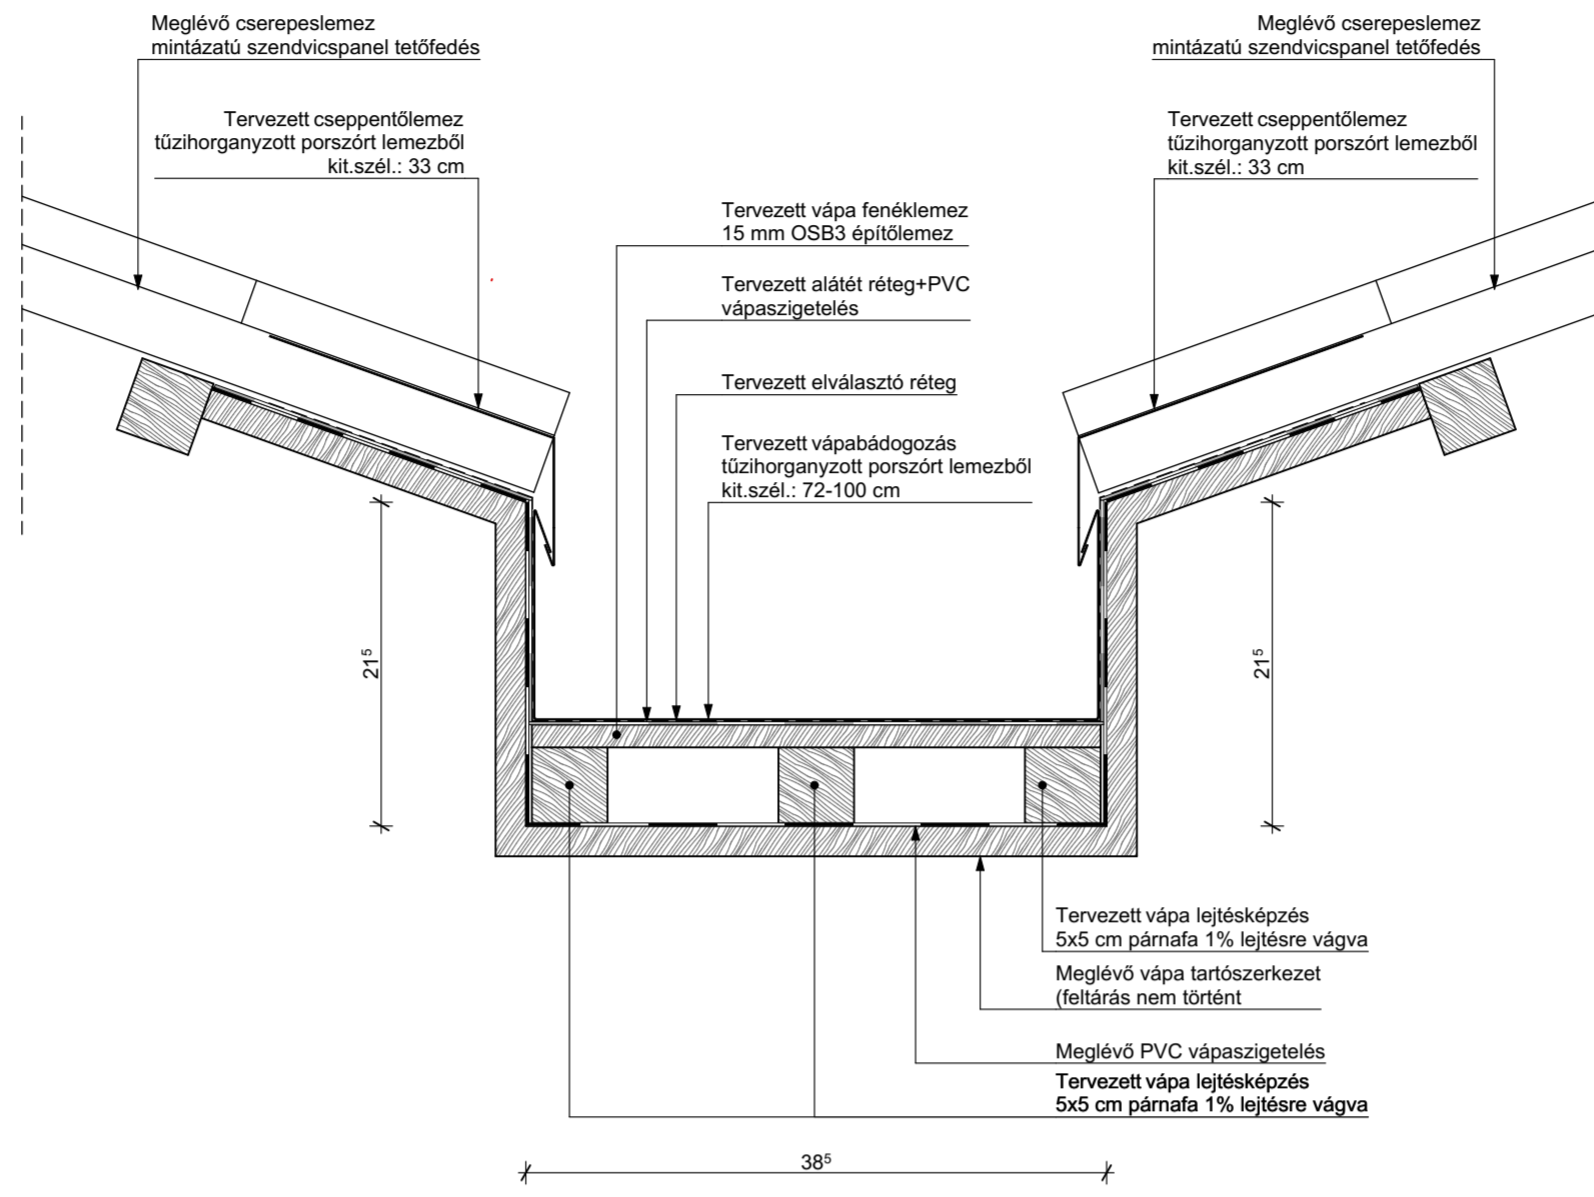 Meglévő cserepeslemez
mintázatú szendvicspanel tetőfedés
Meglévő cserepeslemez
mintázatú szendvicspanel tetőfedés
Tervezett cseppentőlemez
tűzihorganyzott porszórt lemezből
kit.szél.: 33 cm
Tervezett cseppentőlemez
tűzihorganyzott porszórt lemezből
kit.szél.: 33 cm
Tervezett vápa fenéklemez
15 mm OSB3 építőlemez
Tervezett alátét réteg+PVC
vápaszigetelés
Tervezett elválasztó réteg
Tervezett vápabádogozás
tűzihorganyzott porszórt lemezből
kit.szél.: 72-100 cm
21⁵
21⁵
Tervezett vápa lejtésképzés
5x5 cm párnafa 1% lejtésre vágva
Meglévő vápa tartószerkezet
(feltárás nem történt
Meglévő PVC vápaszigetelés
Tervezett vápa lejtésképzés
5x5 cm párnafa 1% lejtésre vágva
38⁵